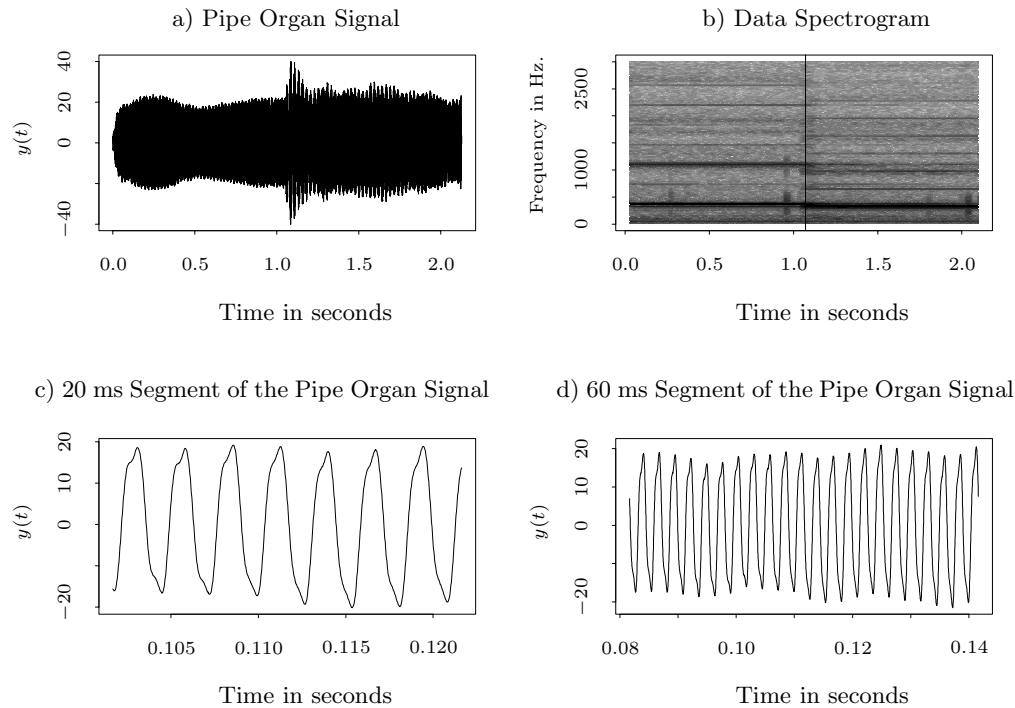 a) Pipe Organ Signal
y(t)
40
20
0
−40
0.0 0.5 1.0 1.5 2.0
Time in seconds
b) Data Spectrogram
Frequency in Hz.
2500
1000
0
0.0 0.5 1.0 1.5 2.0
Time in seconds
c) 20 ms Segment of the Pipe Organ Signal
y(t)
20
10
0
−20
0.105 0.110 0.115 0.120
Time in seconds
d) 60 ms Segment of the Pipe Organ Signal
y(t)
20
10
0
−20
0.08 0.10 0.12 0.14
Time in seconds